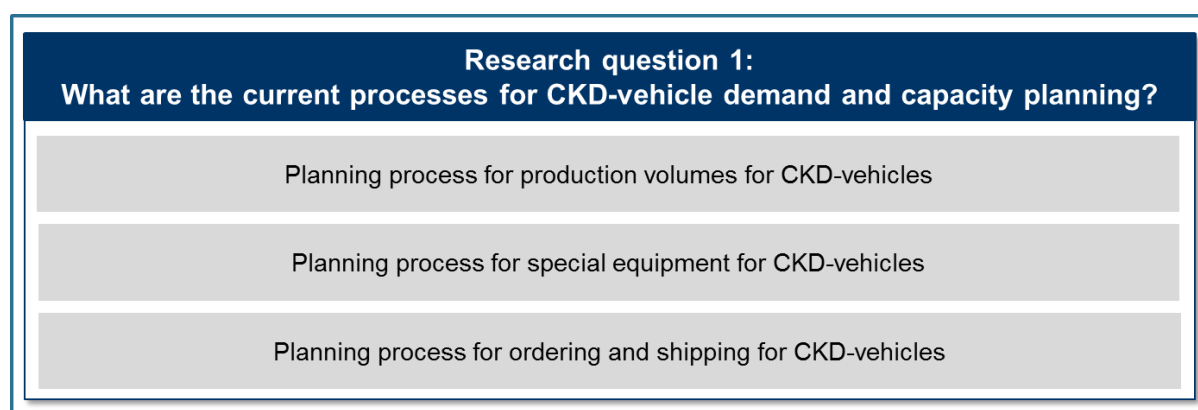 Research question 1:
What are the current processes for CKD-vehicle demand and capacity planning?
Planning process for production volumes for CKD-vehicles
Planning process for special equipment for CKD-vehicles
Planning process for ordering and shipping for CKD-vehicles